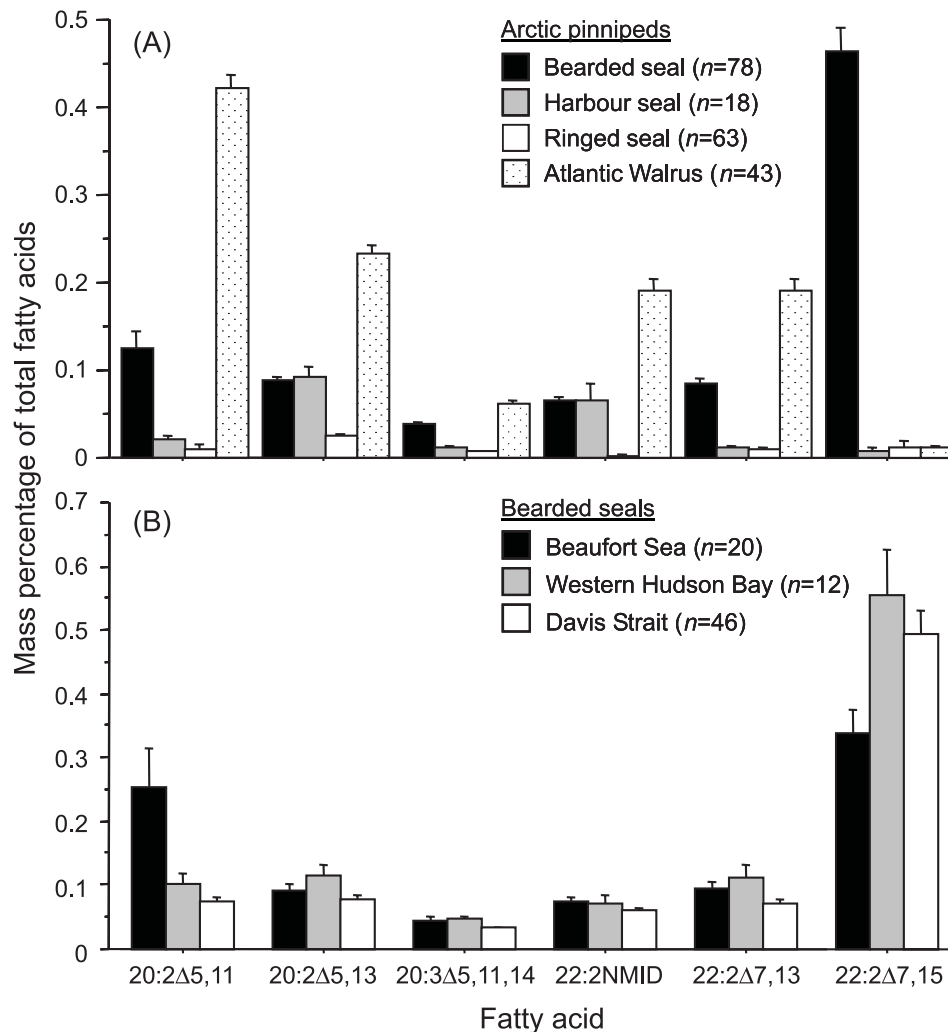 Mass percentage of total fatty acids
(A)
Arctic pinnipeds
Bearded seal (n=78)
Harbour seal (n=18)
Ringed seal (n=63)
Atlantic Walrus (n=43)
0.5
0.4
0.3
0.2
0.1
0
(B)
Bearded seals
Beaufort Sea (n=20)
Western Hudson Bay (n=12)
Davis Strait (n=46)
0.7
0.6
0.5
0.4
0.3
0.2
0.1
0
20:2Δ5,11 20:2Δ5,13 20:3Δ5,11,14 22:2NMID 22:2Δ7,13 22:2Δ7,15
Fatty acid